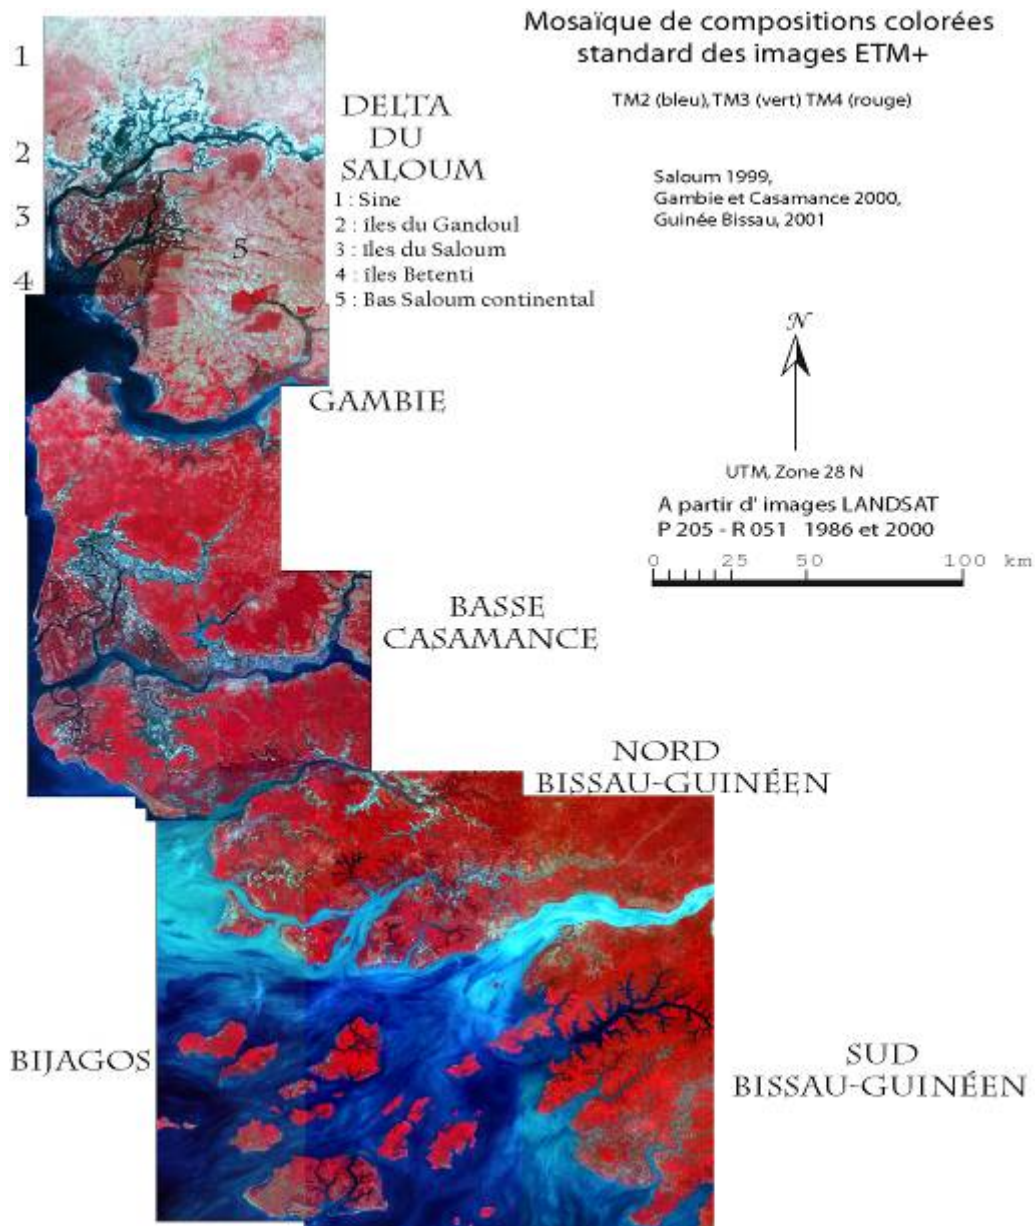 Mosaïque de compositions colorées
standard des images ETM+
TM2 (bleu), TM3 (vert) TM4 (rouge)
Saloum 1999,
Gambie et Casamance 2000,
Guinée Bissau, 2001
1
2
3
4
5
DELTA
DU
SALOUM
1 : Sine
2 : îles du Gandoul
3 : îles du Saloum
4 : îles Betenti
5 : Bas Saloum continental
N
GAMBIE
UTM, Zone 28 N
A partir d' images LANDSAT
P 205 - R 051 1986 et 2000
0 25 50 100 km
BASSE
CASAMANCE
NORD
BISSAU-GUINÉEN
BIJAGOS
SUD
BISSAU-GUINÉEN